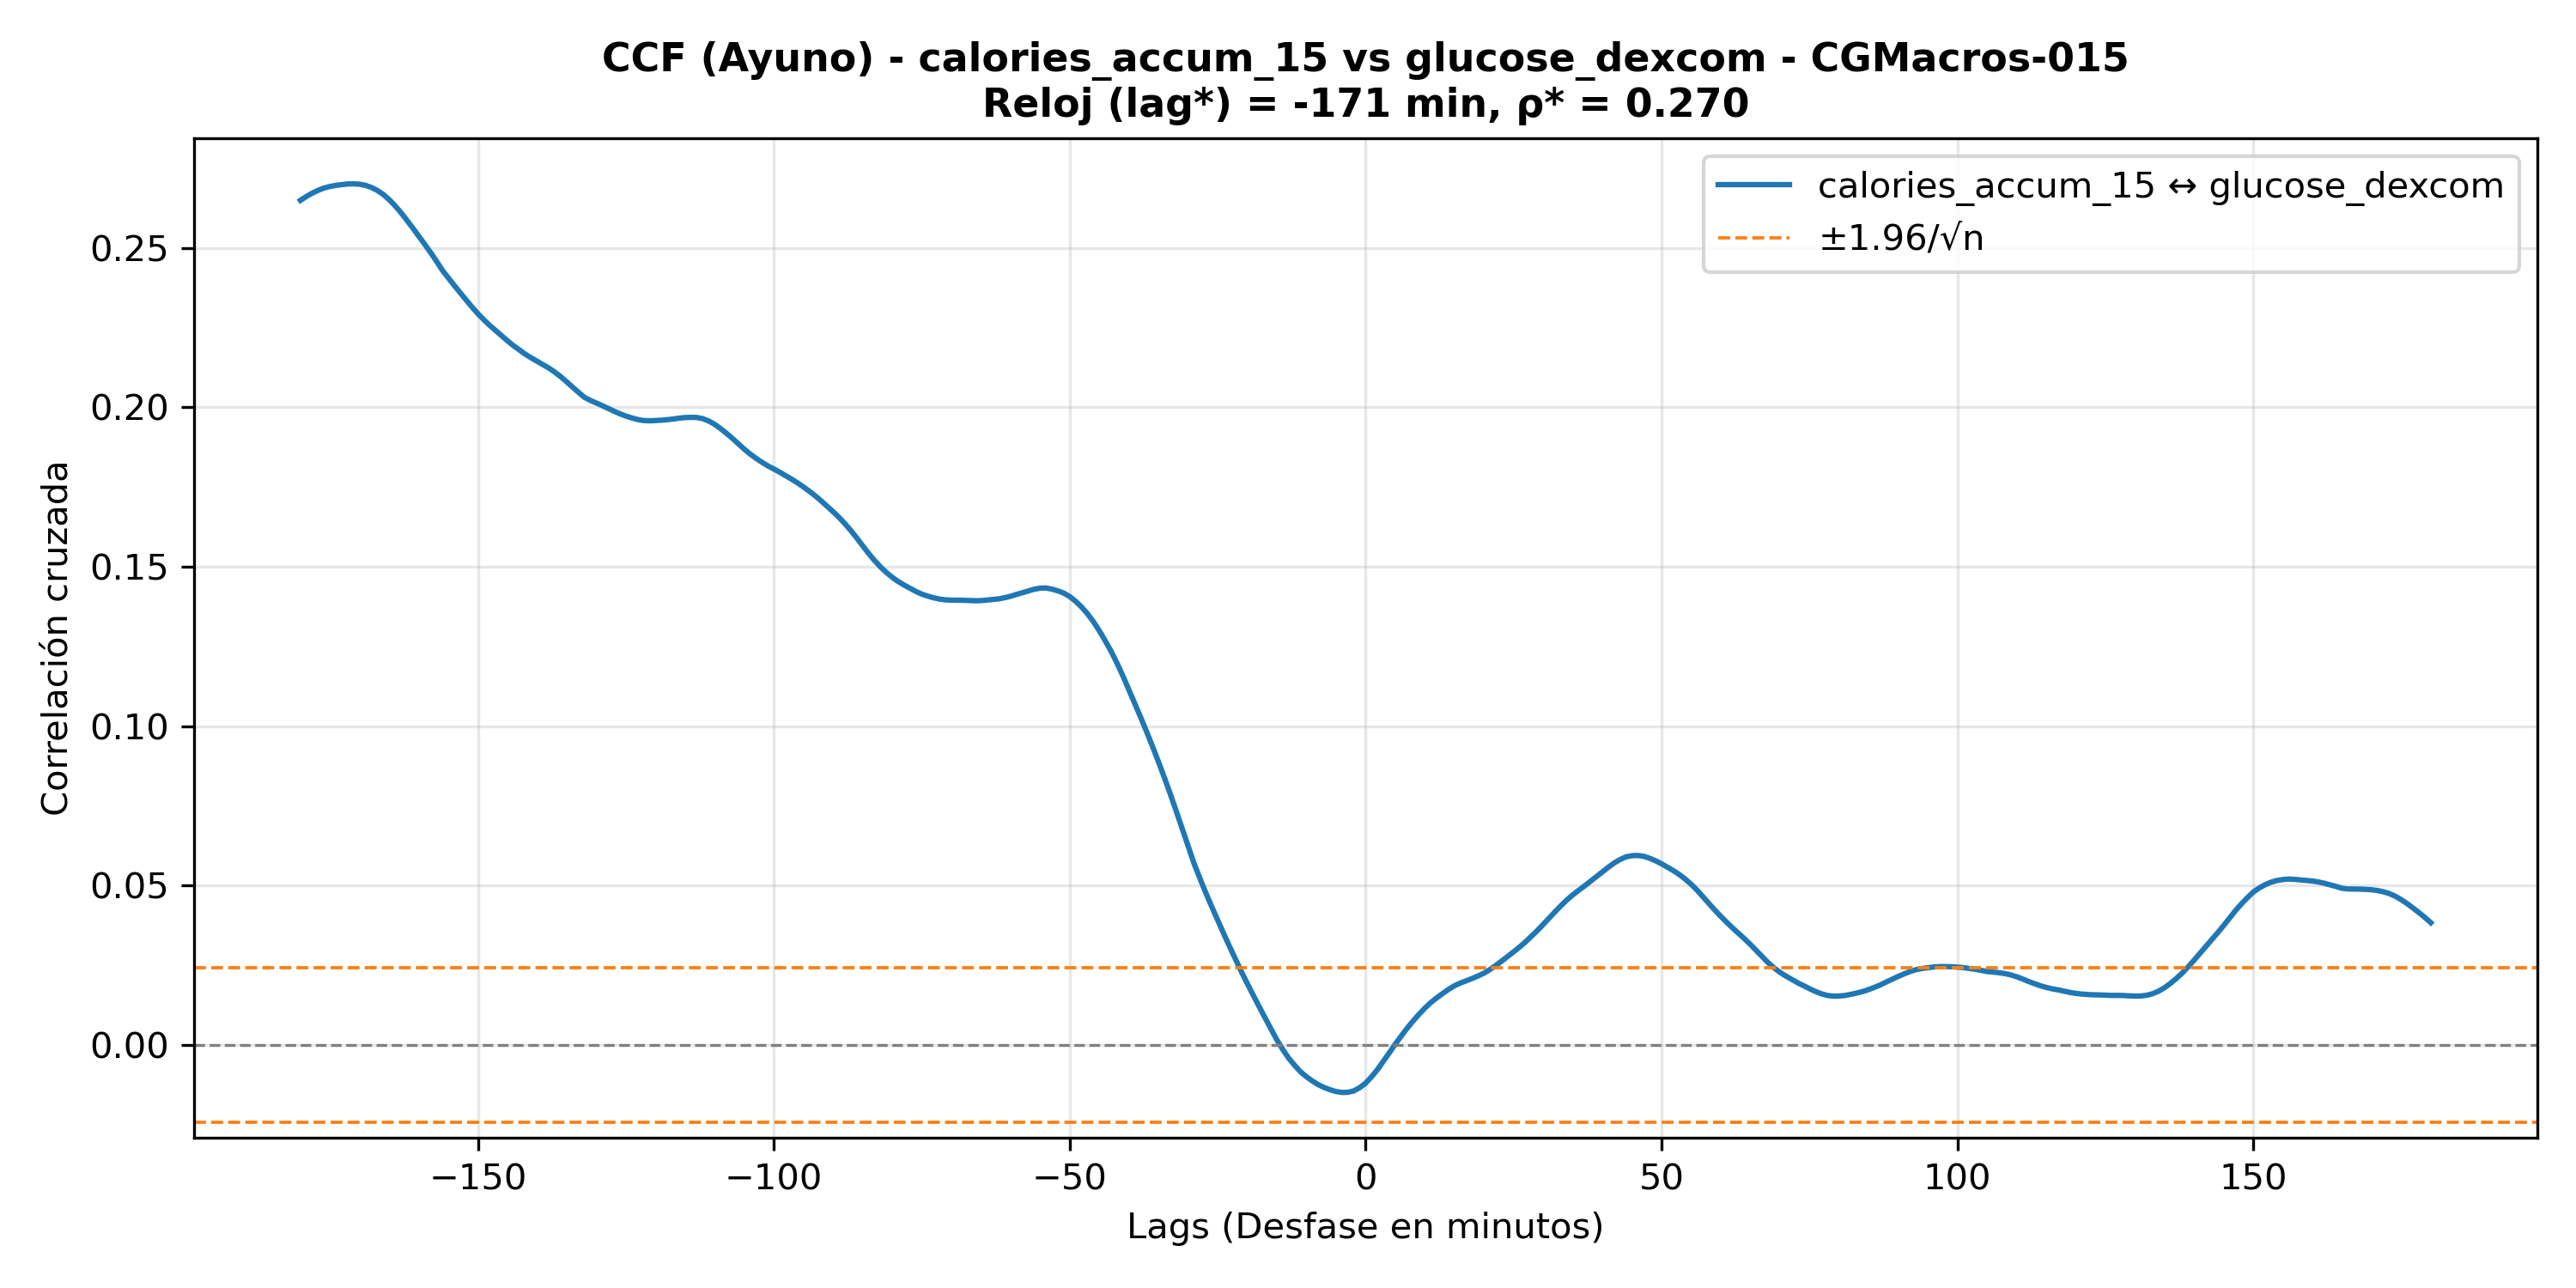 CCF (Ayuno) - calories_accum_15 vs glucose_dexcom - CGMacros-015
Reloj (lag*) = -171 min, ρ* = 0.270
calories_accum_15 ↔ glucose_dexcom
±1.96/√n
Correlación cruzada
0.25
0.20
0.15
0.10
0.05
0.00
−150
−100
−50
0
50
100
150
Lags (Desfase en minutos)